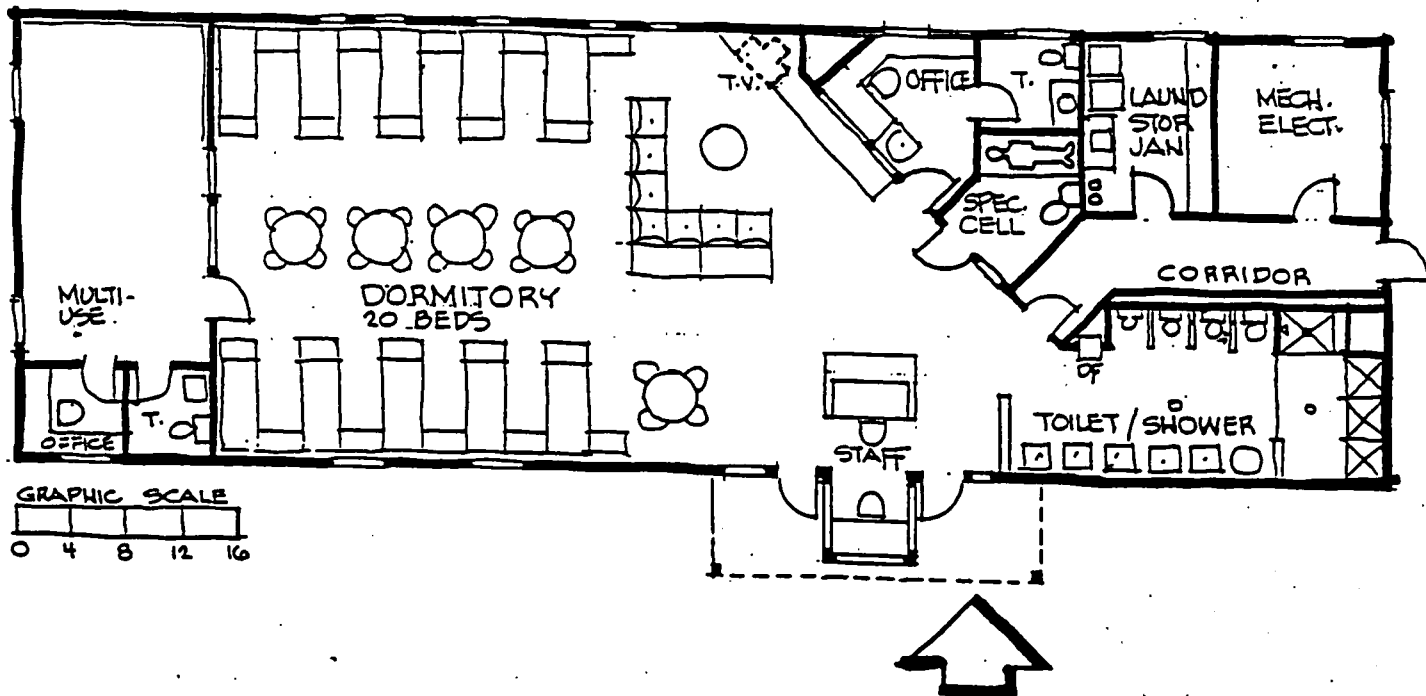 T.V.
OFFICE
T.
LAUND
STOR
JAN
MECH.
ELECT.
SPEC.
CELL
CORRIDOR
MULTI-
USE.
DORMITORY
20 BEDS
DF
OFFICE
T.
STAFF
TOILET/SHOWER
GRAPHIC SCALE
0 4 8 12 16